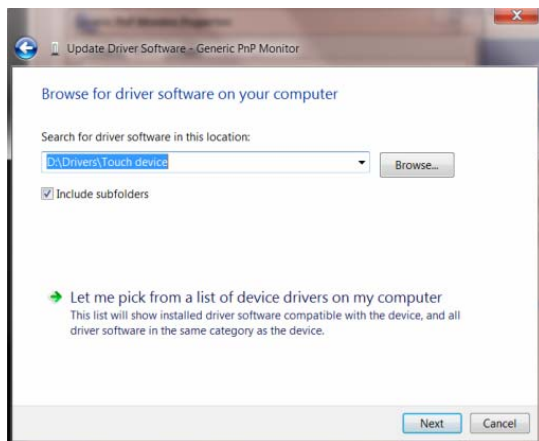 Update Driver Software - Generic PnP Monitor
Browse for driver software on your computer
Search for driver software in this location:
D:\Drivers\Touch device
Browse...
Include subfolders
Let me pick from a list of device drivers on my computer
This list will show installed driver software compatible with the device, and all
driver software in the same category as the device.
Next
Cancel